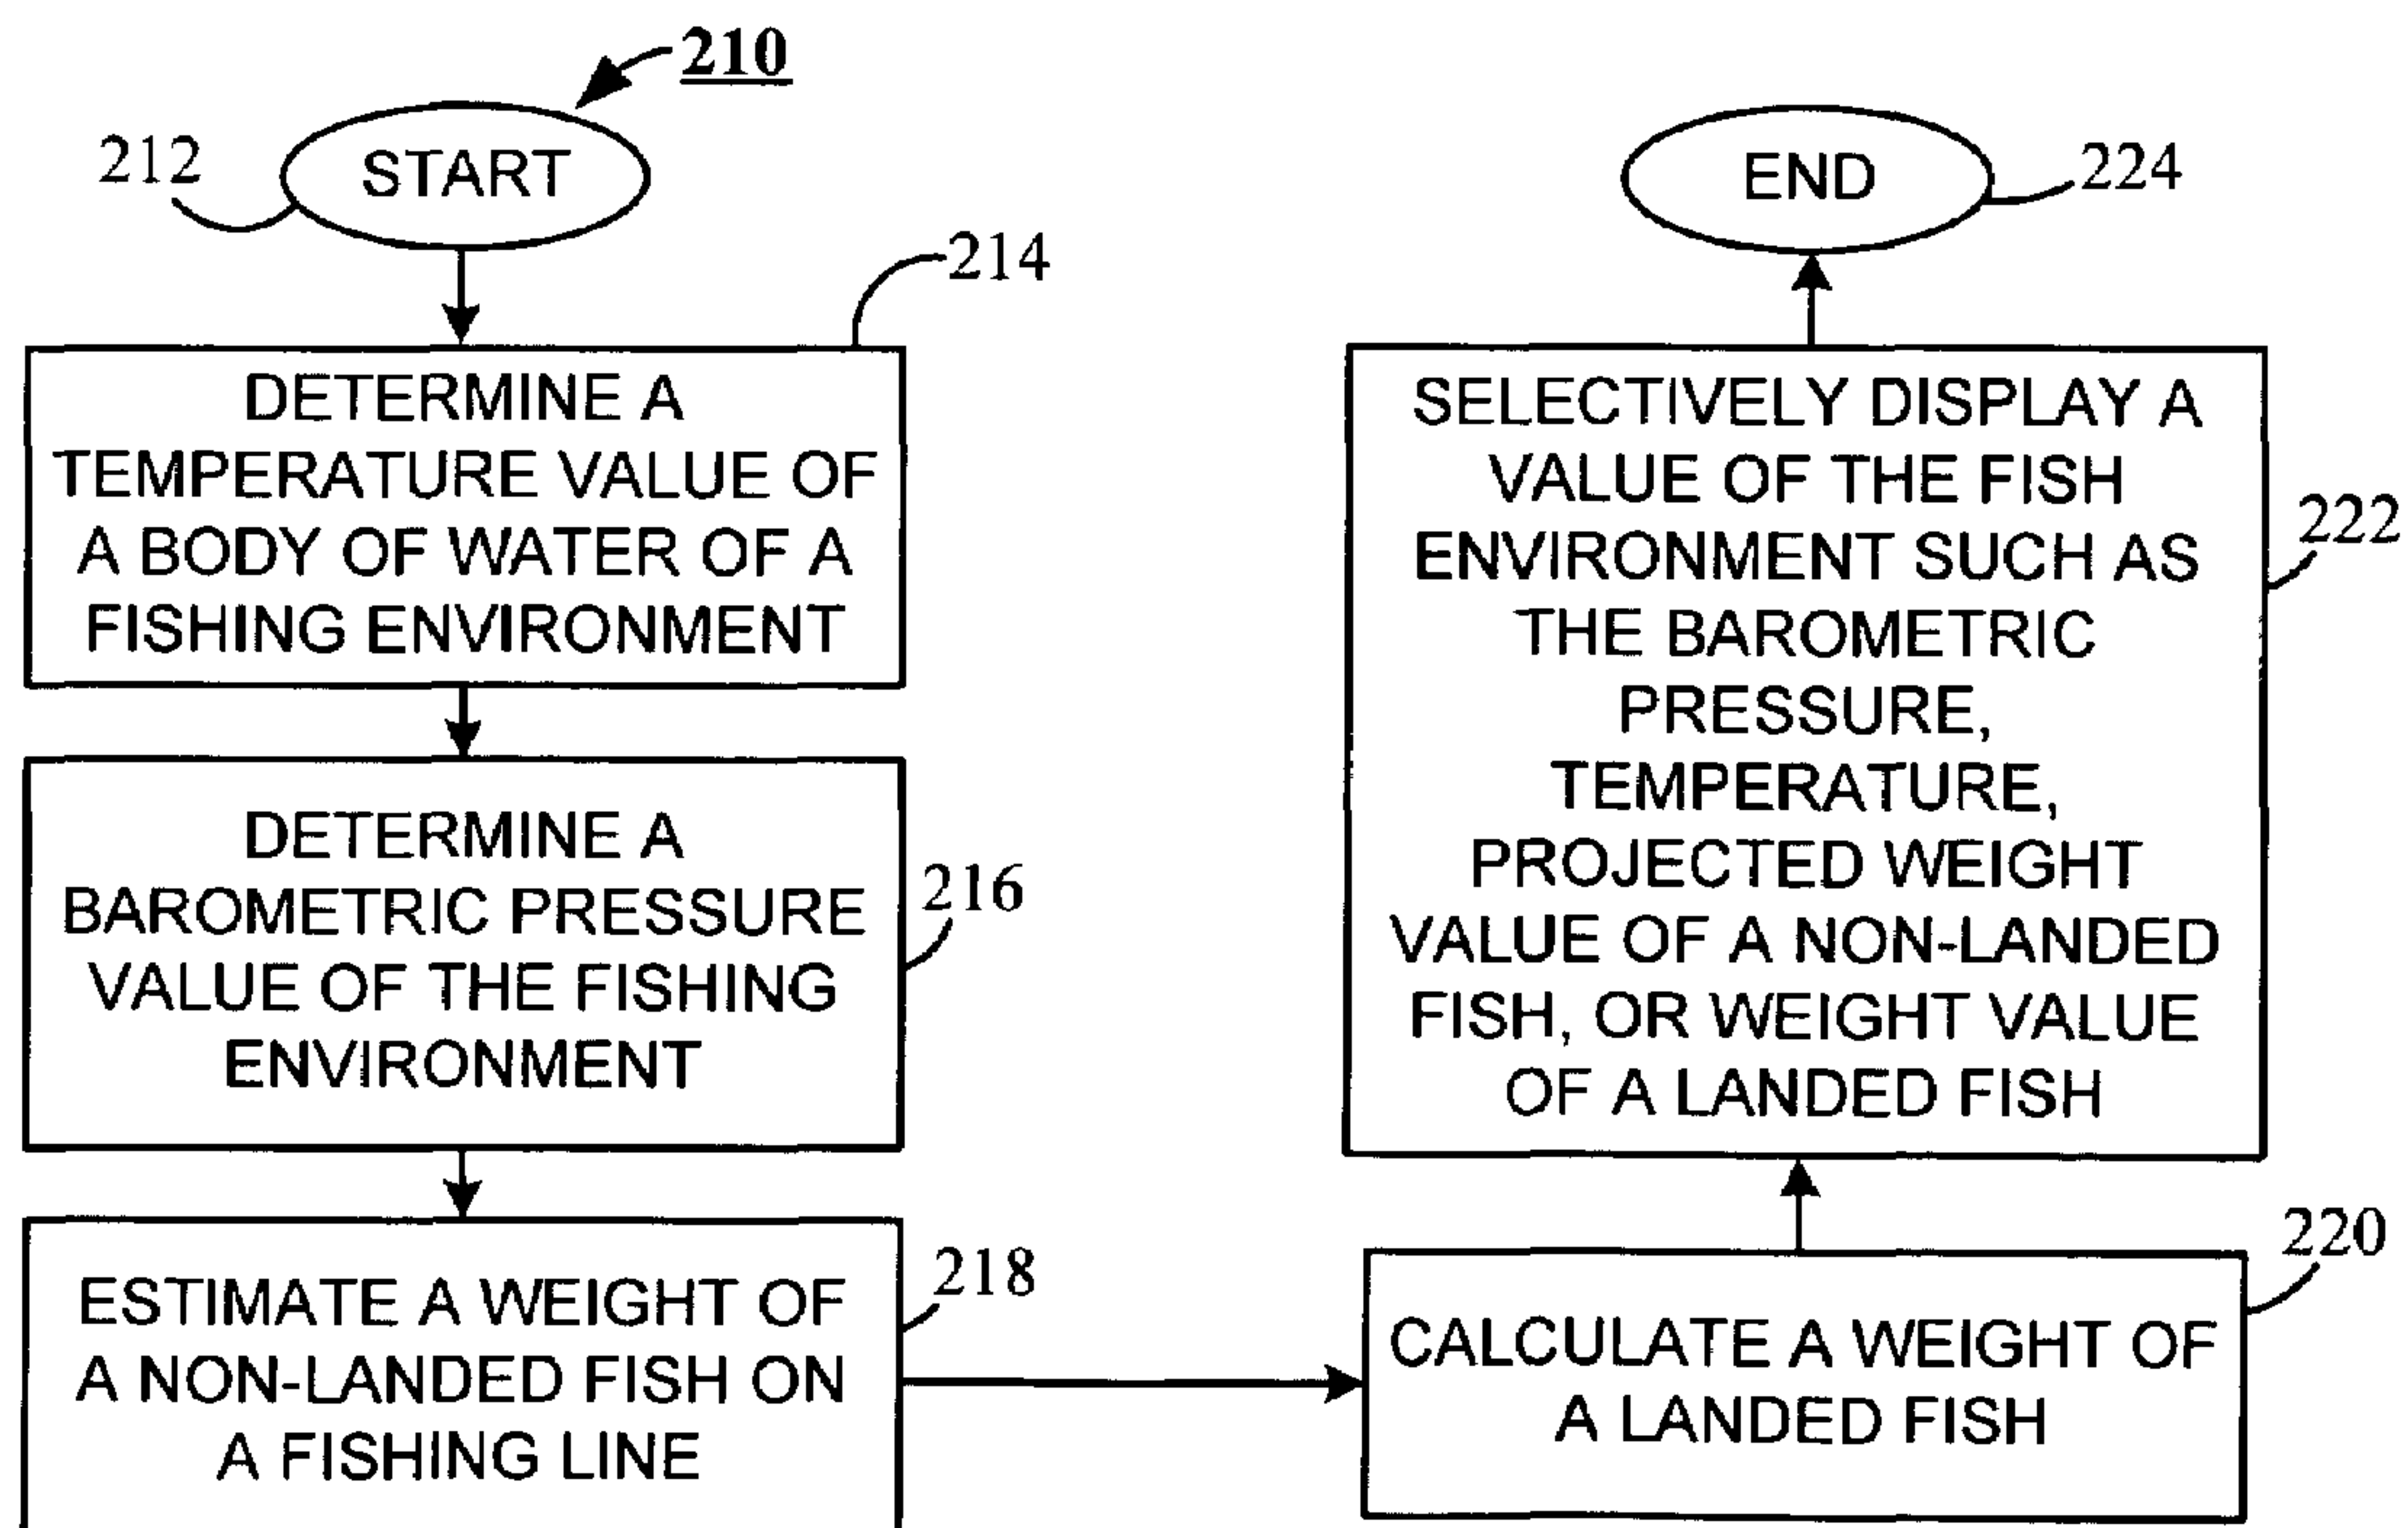 210
212
START
214
DETERMINE A
TEMPERATURE VALUE OF
A BODY OF WATER OF A
FISHING ENVIRONMENT
DETERMINE A
BAROMETRIC PRESSURE
VALUE OF THE FISHING
ENVIRONMENT
216
ESTIMATE A WEIGHT OF
A NON-LANDED FISH ON
A FISHING LINE
218
CALCULATE A WEIGHT OF
A LANDED FISH
220
SELECTIVELY DISPLAY A
VALUE OF THE FISH
ENVIRONMENT SUCH AS
THE BAROMETRIC
PRESSURE,
TEMPERATURE,
PROJECTED WEIGHT
VALUE OF A NON-LANDED
FISH, OR WEIGHT VALUE
OF A LANDED FISH
222
END
224